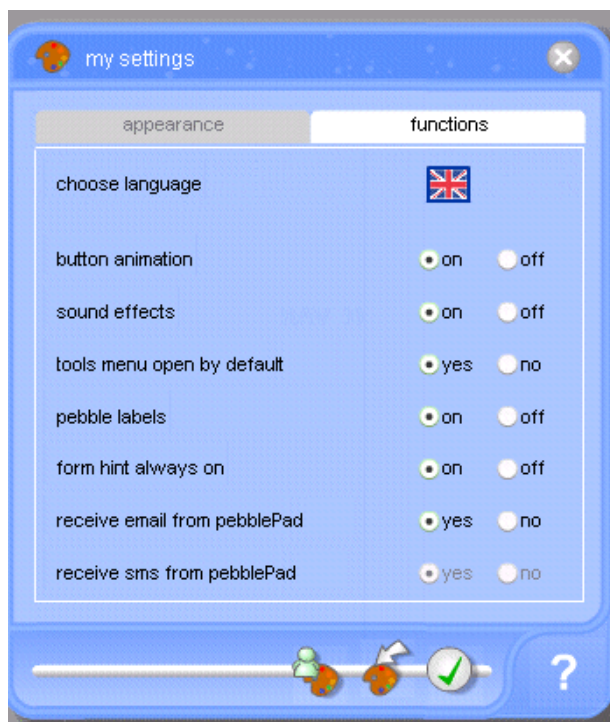 my settings
appearance functions
choose language
button animation on off
sound effects on off
tools menu open by default yes no
pebble labels on off
form hint always on on off
receive email from pebblePad yes no
receive sms from pebblePad yes no
?